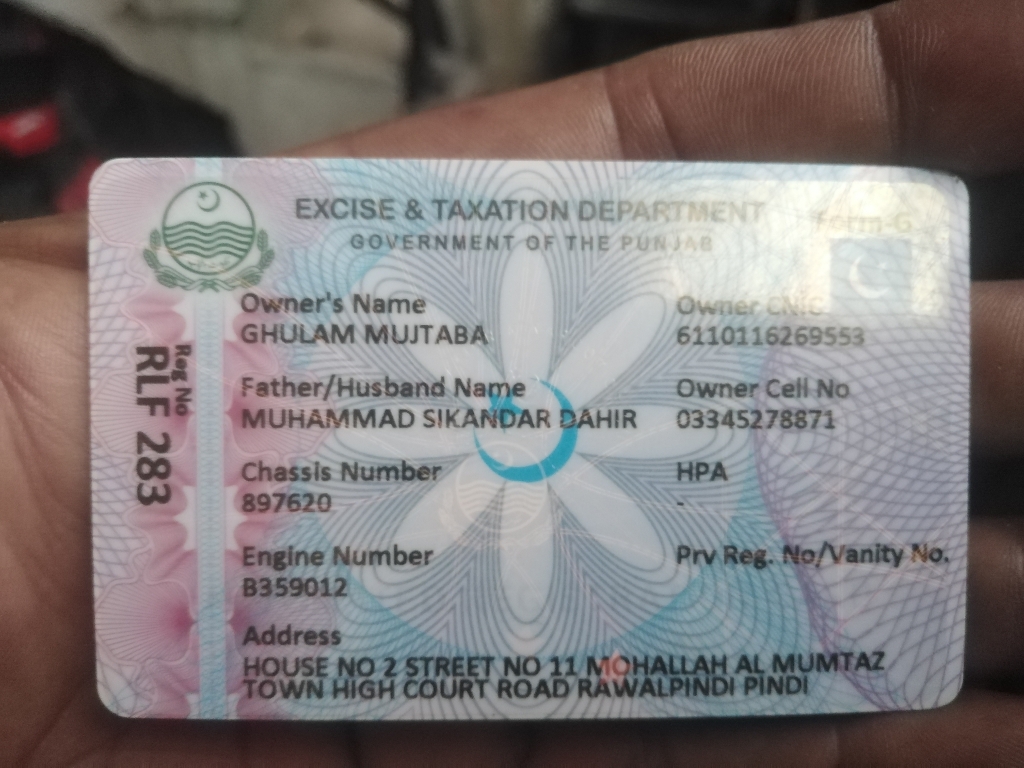 EXCISE & TAXATION DEPARTMENT
GOVERNMENT OF THE PUNJAB
Form-G
Reg No
RLF 283
Owner's Name
GHULAM MUJTABA
Owner CNIC
6110116269553
Father/Husband Name
MUHAMMAD SIKANDAR DAHIR
Owner Cell No
03345278871
Chassis Number
897620
HPA
-
Engine Number
B359012
Prv Reg. No/Vanity No.
Address
HOUSE NO 2 STREET NO 11 MOHALLAH AL MUMTAZ
TOWN HIGH COURT ROAD RAWALPINDI PINDI